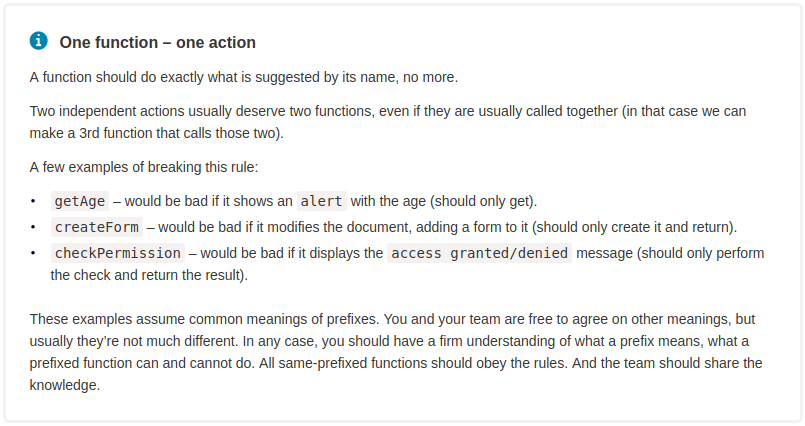 One function – one action
A function should do exactly what is suggested by its name, no more.
Two independent actions usually deserve two functions, even if they are usually called together (in that case we can
make a 3rd function that calls those two).
A few examples of breaking this rule:
• getAge – would be bad if it shows an alert with the age (should only get).
• createForm – would be bad if it modifies the document, adding a form to it (should only create it and return).
• checkPermission – would be bad if it displays the access granted/denied message (should only perform
the check and return the result).
These examples assume common meanings of prefixes. You and your team are free to agree on other meanings, but
usually they’re not much different. In any case, you should have a firm understanding of what a prefix means, what a
prefixed function can and cannot do. All same-prefixed functions should obey the rules. And the team should share the
knowledge.